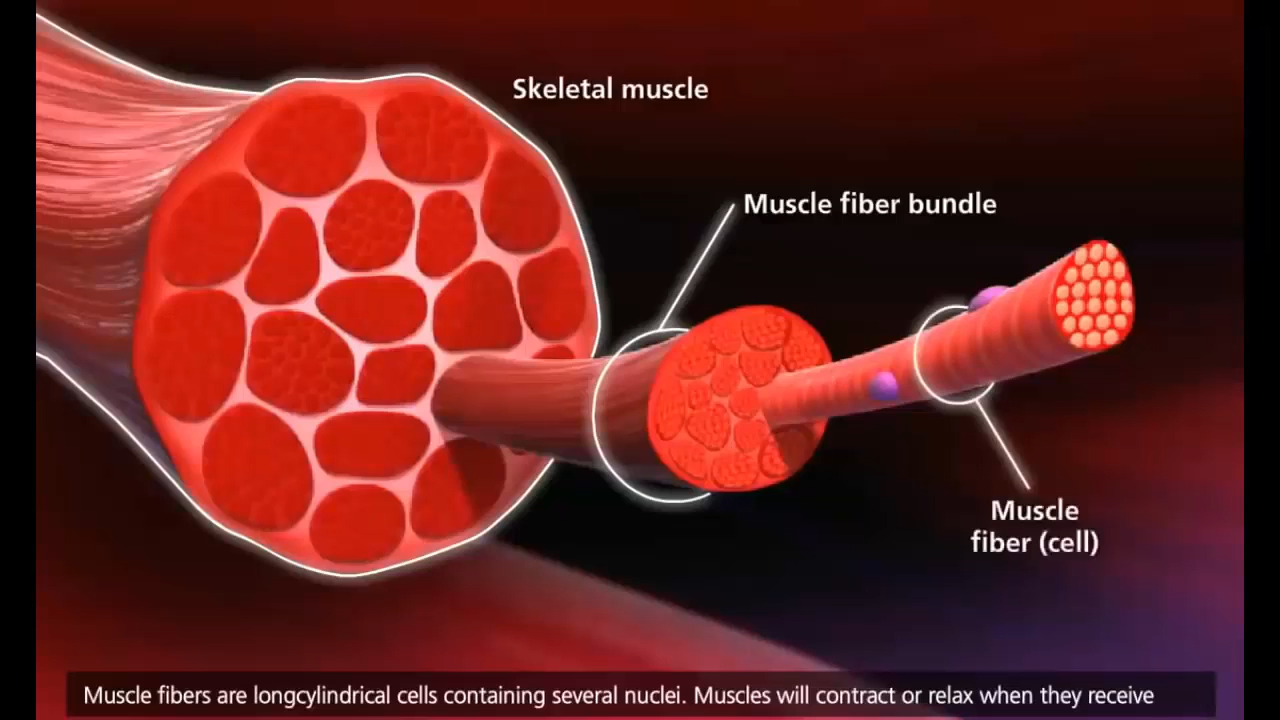 Skeletal muscle
Muscle fiber bundle
Muscle
fiber (cell)
Muscle fibers are longcylindrical cells containing several nuclei. Muscles will contract or relax when they receive